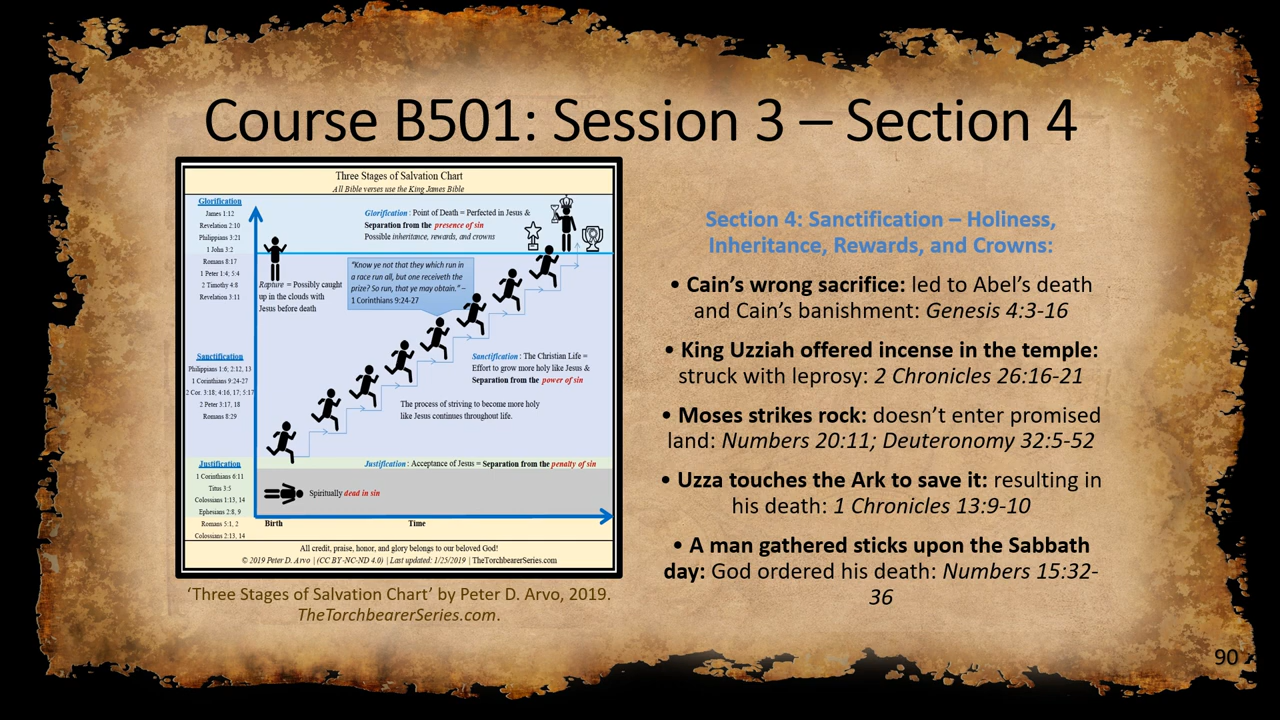 Course B501: Session 3 – Section 4
Three Stages of Salvation Chart
All Bible verses use the King James Bible
Glorification
James 1:12
Revelation 2:10
Philippians 3:21
1 John 3:2
Romans 8:17
1 Peter 1:4; 5:4
2 Timothy 4:8
Revelation 3:11
Sanctification
Philippians 1:6; 2:12, 13
1 Corinthians 9:24-27
2 Cor. 3:18; 4:16, 17; 5:17
2 Peter 3:17, 18
Romans 8:29
Justification
1 Corinthians 6:11
Titus 3:5
Colossians 1:13, 14
Ephesians 2:8, 9
Romans 5:1, 2
Colossians 2:13, 14
Glorification: Point of Death = Perfected in Jesus &
Separation from the presence of sin
Possible inheritance, rewards, and crowns
Rapture = Possibly caught
up in the clouds with
Jesus before death
“Know ye not that they which run in
a race run all, but one receiveth the
prize? So run, that ye may obtain.” –
1 Corinthians 9:24-27
Sanctification: The Christian Life =
Effort to grow more holy like Jesus &
Separation from the power of sin
The process of striving to become more holy
like Jesus continues throughout life.
Justification: Acceptance of Jesus = Separation from the penalty of sin
Spiritually dead in sin
Birth
Time
All credit, praise, honor, and glory belongs to our beloved God!
© 2019 Peter D. Arvo | (CC BY-NC-ND 4.0) | Last updated: 1/25/2019 | TheTorchbearerSeries.com
‘Three Stages of Salvation Chart’ by Peter D. Arvo, 2019.
TheTorchbearerSeries.com.
Section 4: Sanctification – Holiness,
Inheritance, Rewards, and Crowns:
• Cain’s wrong sacrifice: led to Abel’s death
and Cain’s banishment: Genesis 4:3-16
• King Uzziah offered incense in the temple:
struck with leprosy: 2 Chronicles 26:16-21
• Moses strikes rock: doesn’t enter promised
land: Numbers 20:11; Deuteronomy 32:5-52
• Uzza touches the Ark to save it: resulting in
his death: 1 Chronicles 13:9-10
• A man gathered sticks upon the Sabbath
day: God ordered his death: Numbers 15:32-
36
90